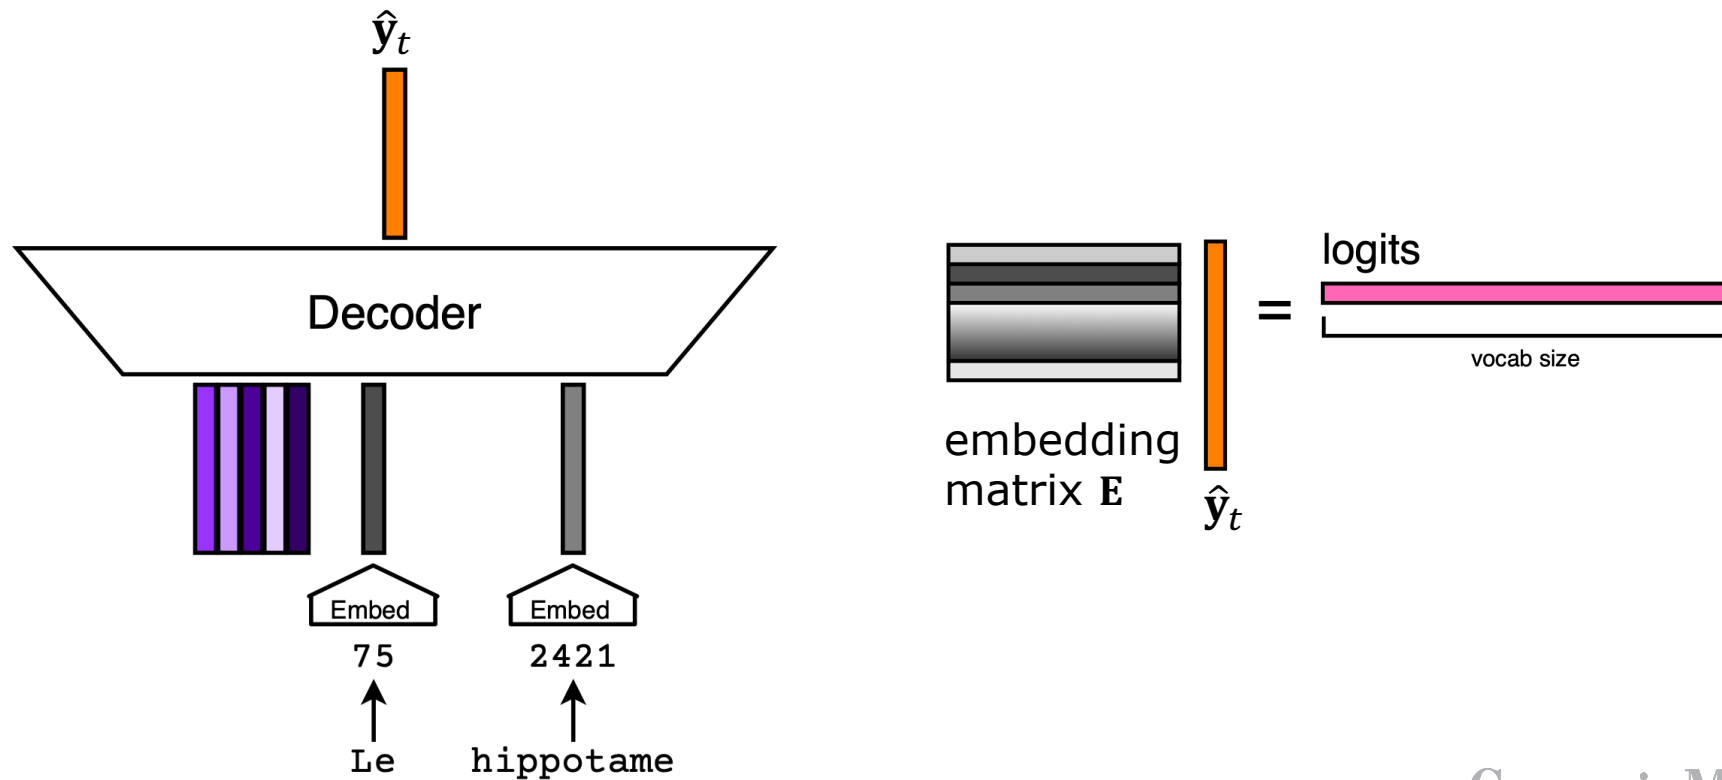 ŷt
Decoder
Embed
Embed
75
2421
Le
hippotame
logits
=
vocab size
embedding
matrix E
ŷt